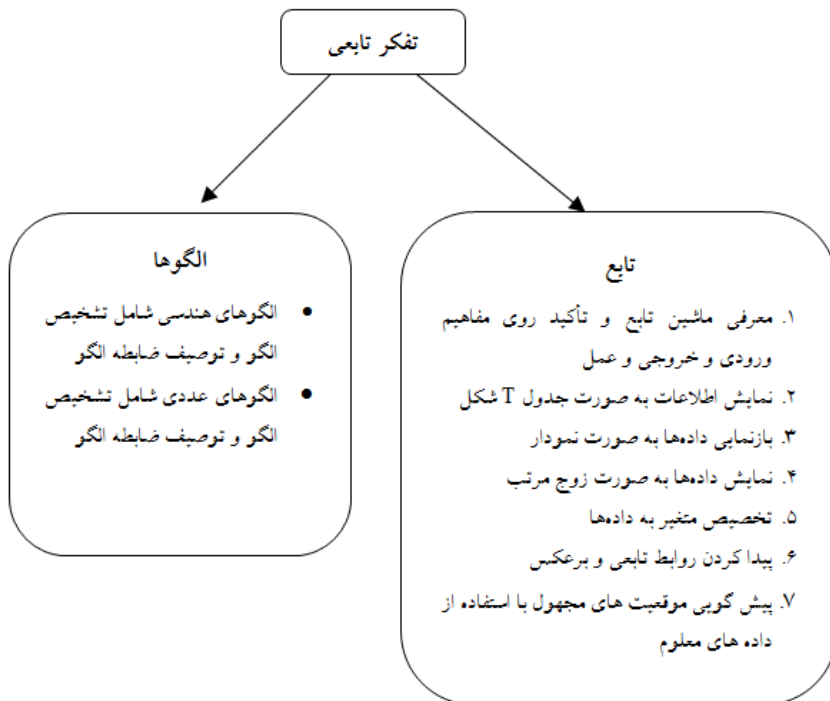 تفکر تابعی
تابع
۱. معرفی ماشین تابع و تأکید روی مفاهیم
ورودی و خروجی و عمل
۲. نمایش اطلاعات به صورت جدول T شکل
۳. بازنمایی داده‌ها به صورت نمودار
۴. نمایش داده‌ها به صورت زوج مرتب
۵. تخصیص متغیر به داده‌ها
۶. پیدا کردن روابط تابعی و برعکس
۷. پیش گویی موقعیت های مجهول با استفاده از
داده های معلوم
الگوها
• الگوهای هندسی شامل تشخیص
الگو و توصیف ضابطه الگو
• الگوهای عددی شامل تشخیص
الگو و توصیف ضابطه الگو